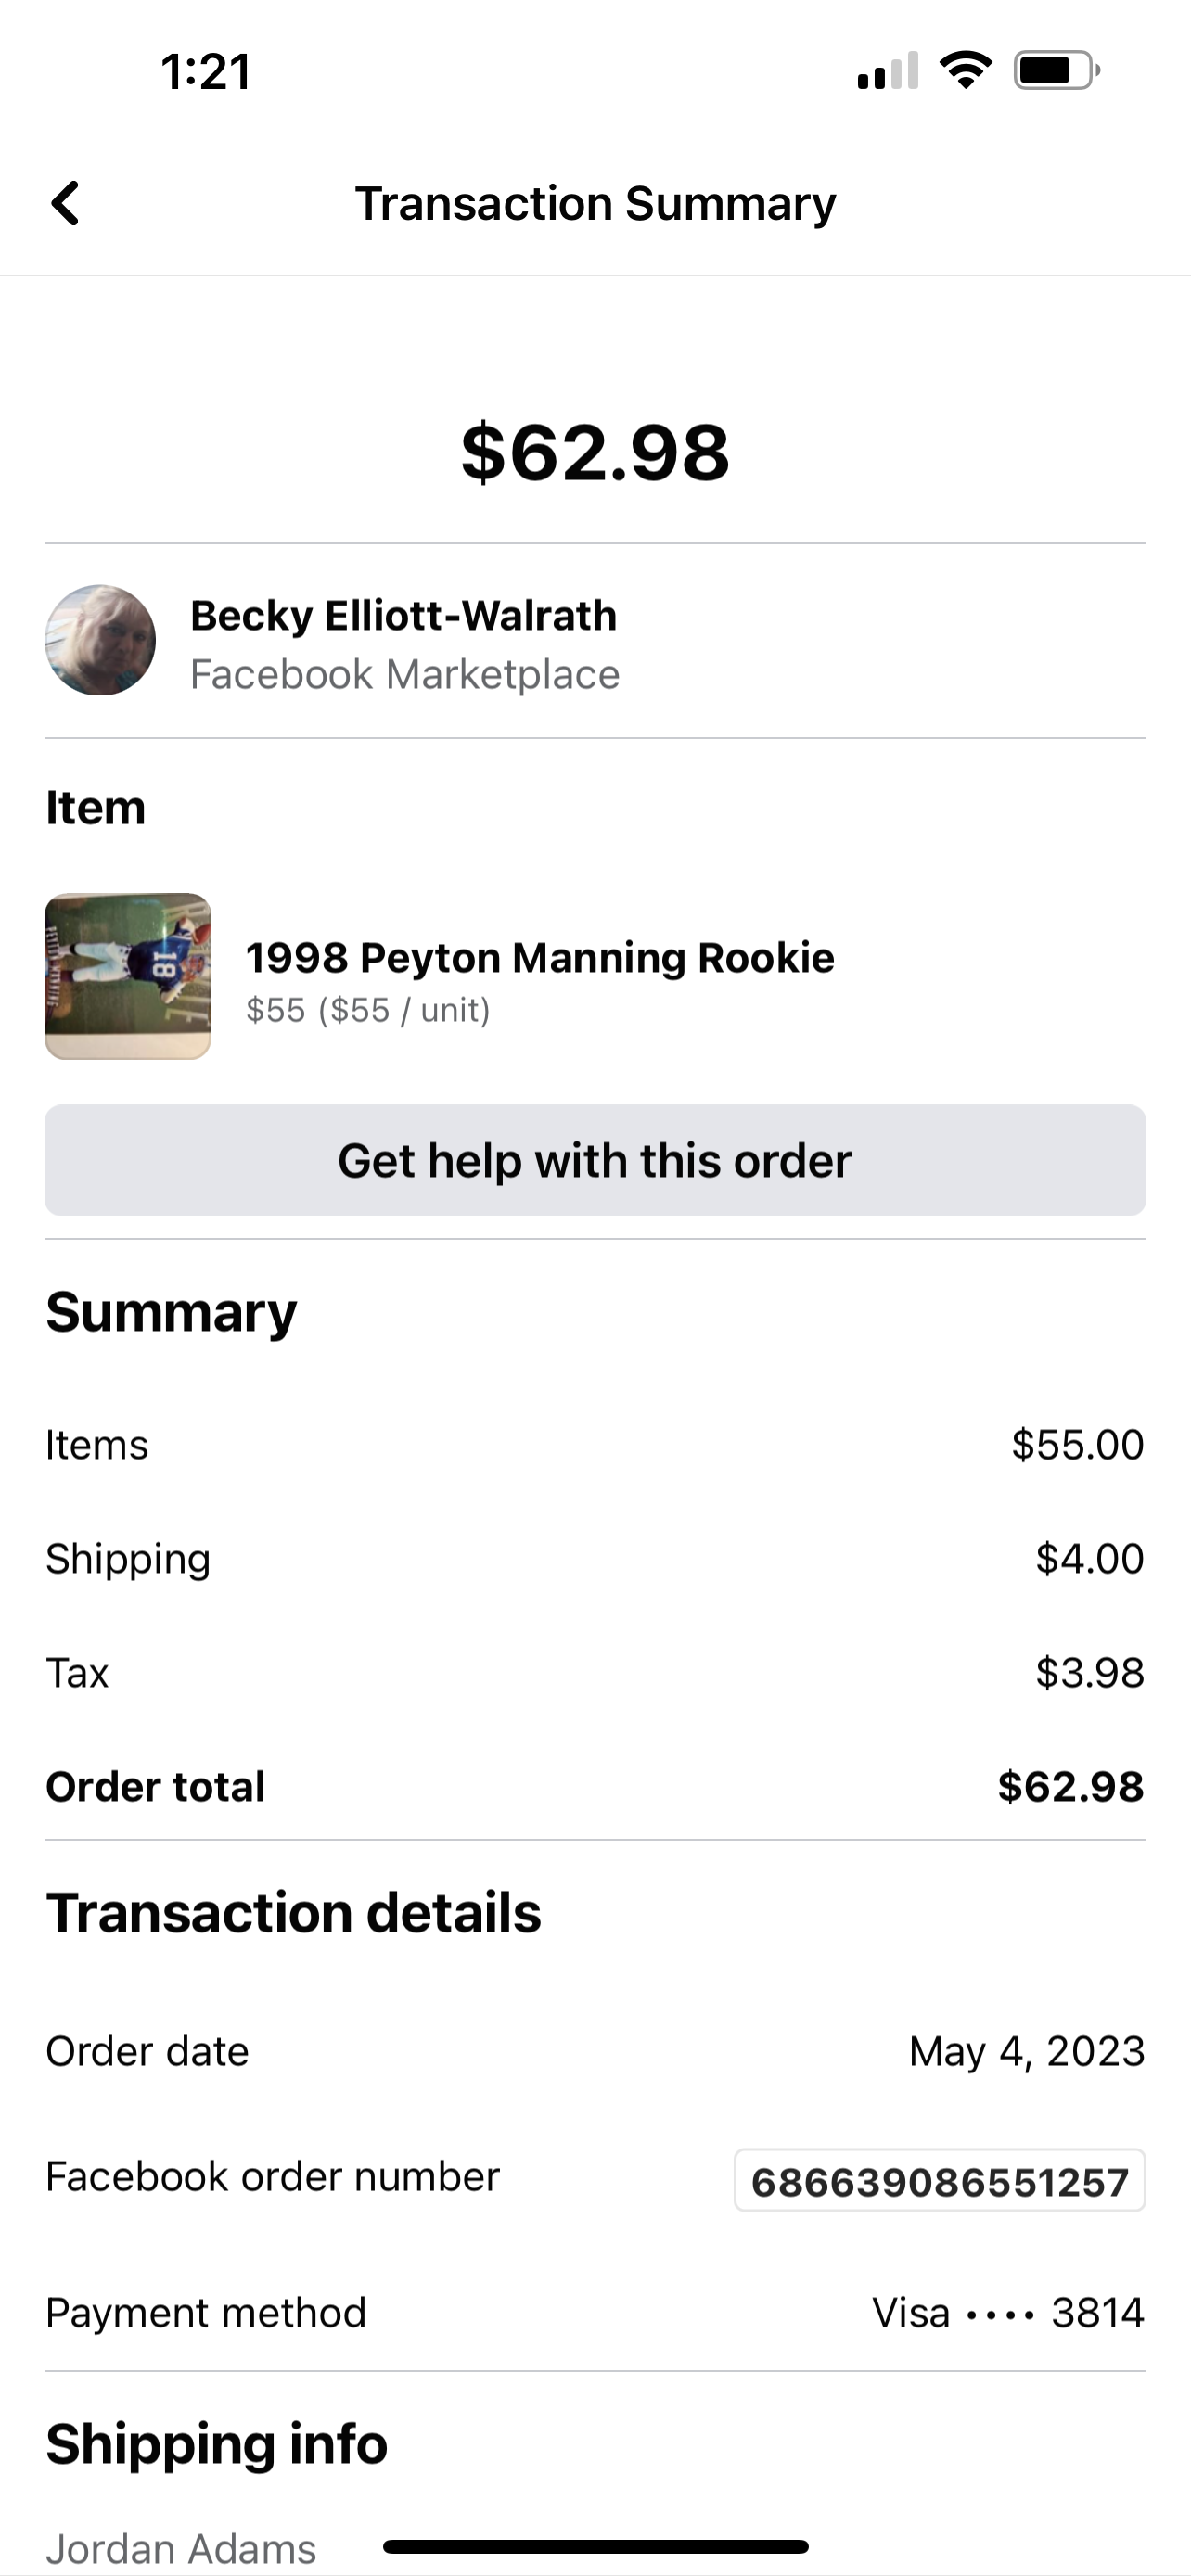 1:21
Transaction Summary
$62.98
Becky Elliott-Walrath
Facebook Marketplace
Item
18
1998 Peyton Manning Rookie
$55 ($55 / unit)
Get help with this order
Summary
Items $55.00
Shipping $4.00
Tax $3.98
Order total $62.98
Transaction details
Order date May 4, 2023
Facebook order number 686639086551257
Payment method Visa •••• 3814
Shipping info
Jordan Adams